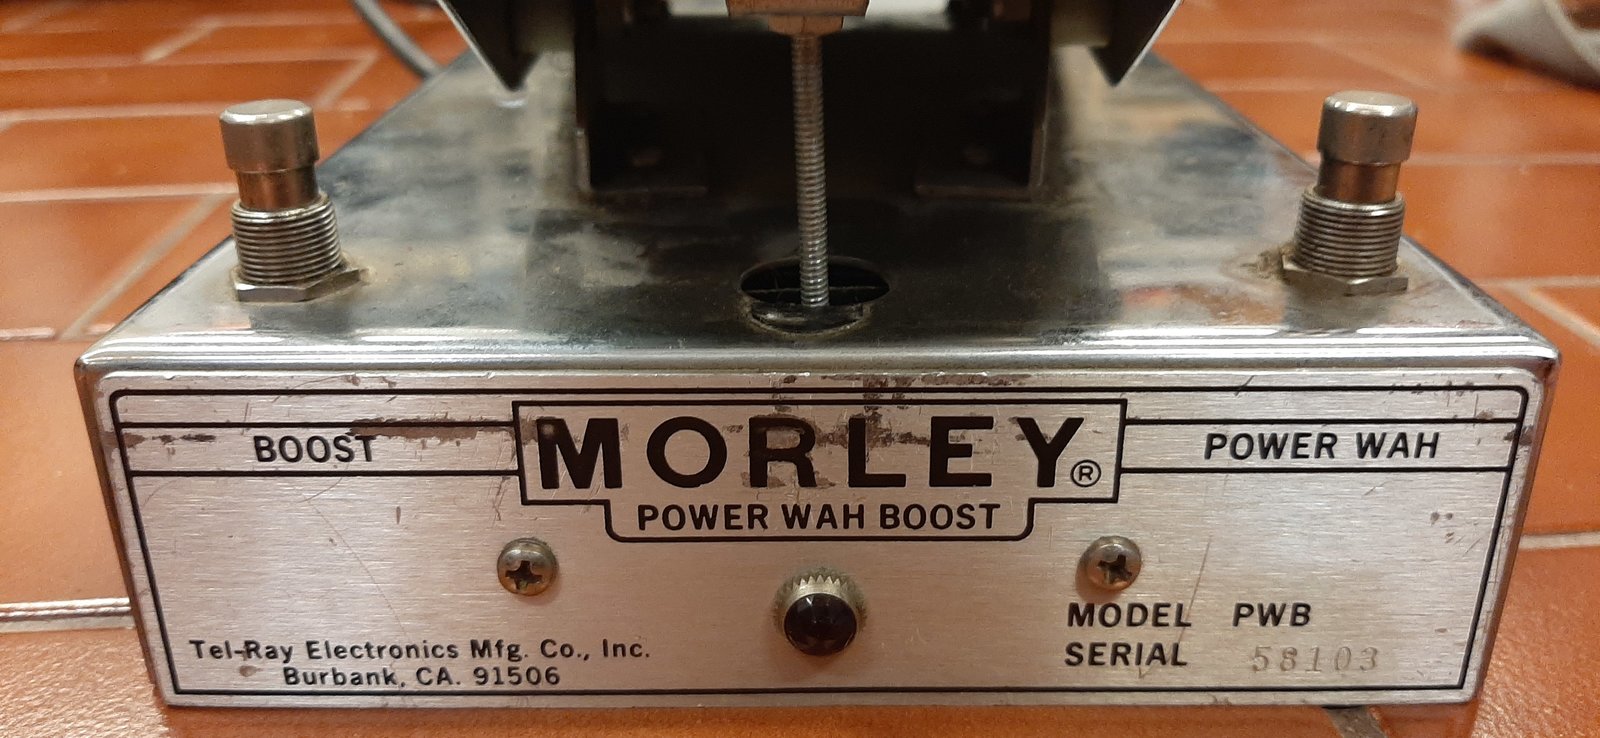 BOOST
MORLEY®
POWER WAH
POWER WAH BOOST
MODEL PWB
SERIAL 58103
Tel-Ray Electronics Mfg. Co., Inc.
Burbank, CA. 91506